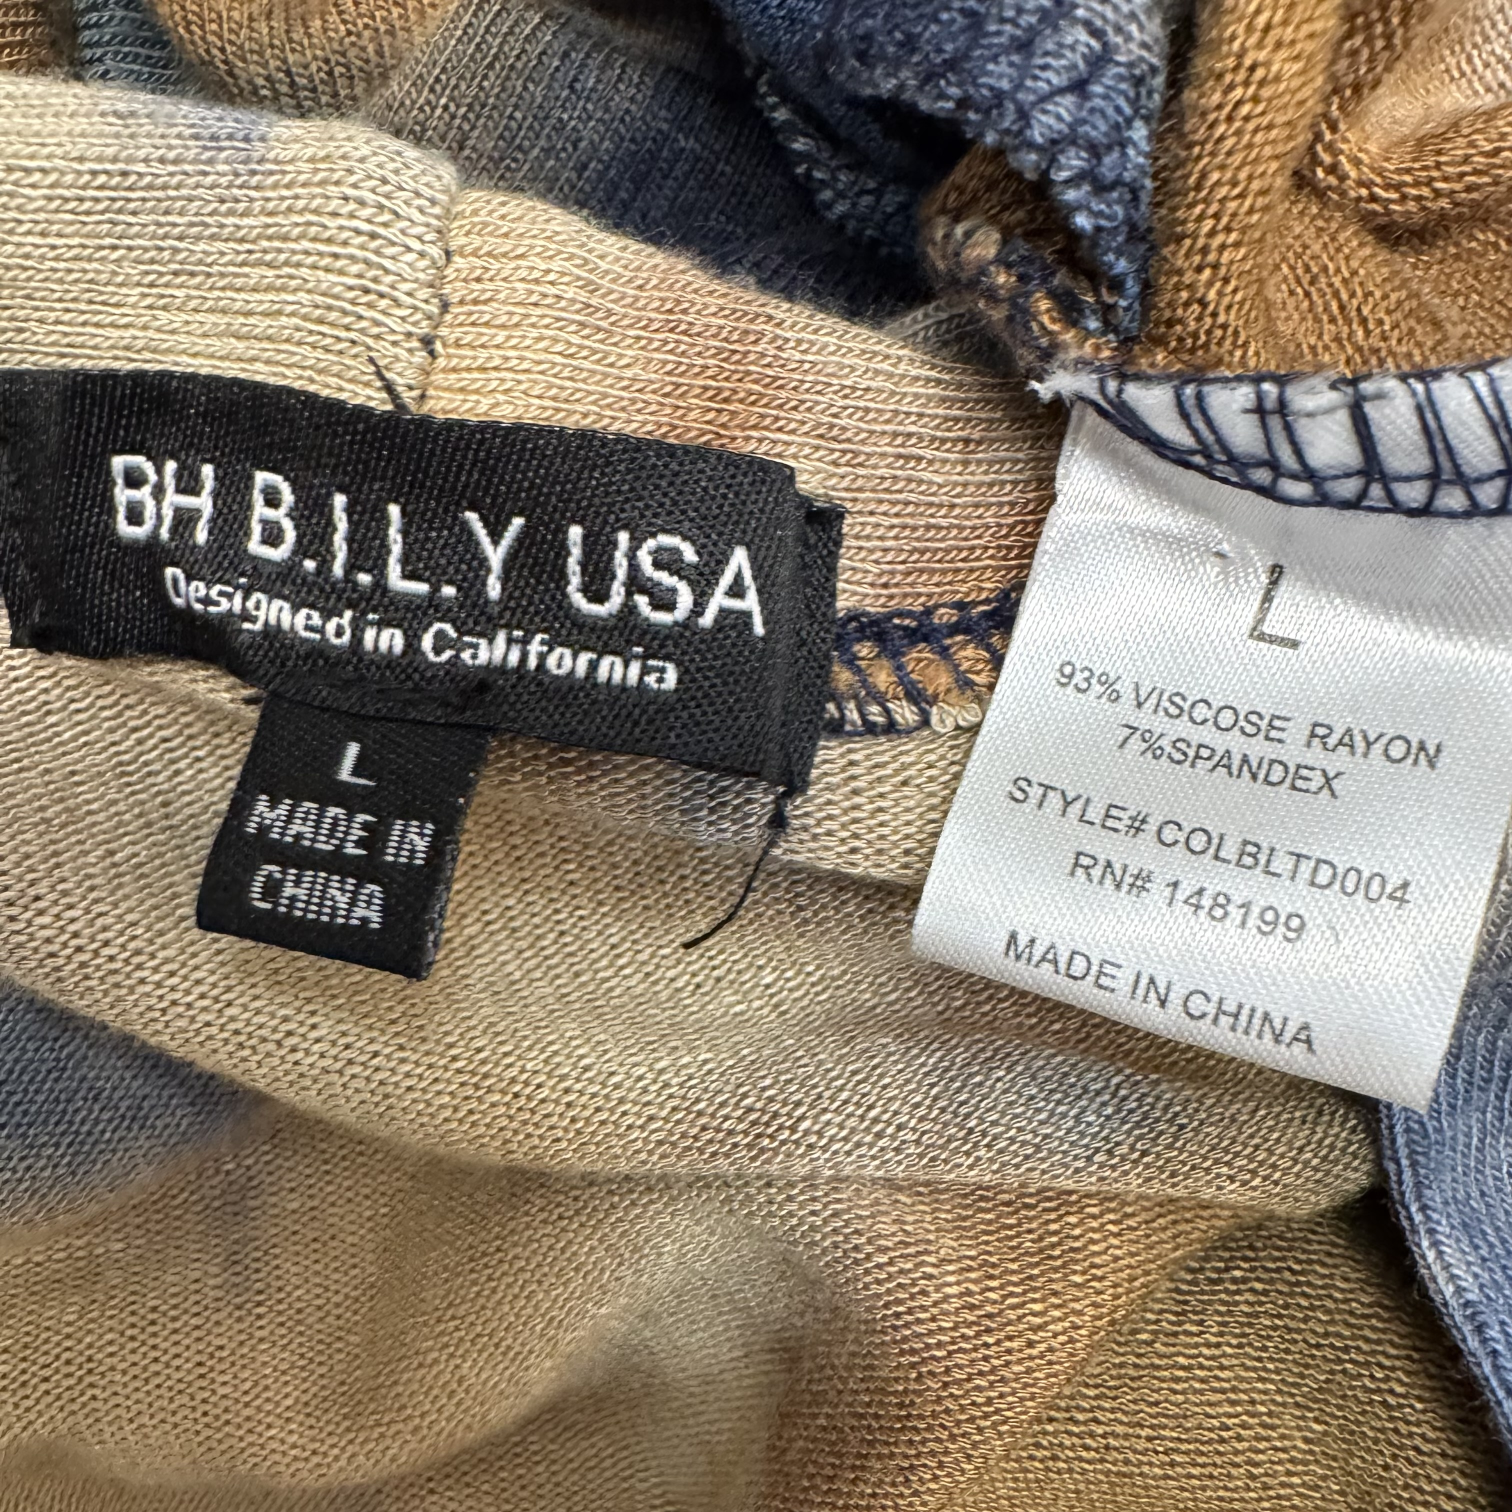 BH B.I.L.Y USA
Designed in California
L
MADE IN
CHINA
L
93% VISCOSE RAYON
7%SPANDEX
STYLE# COLBLTD004
RN# 148199
MADE IN CHINA